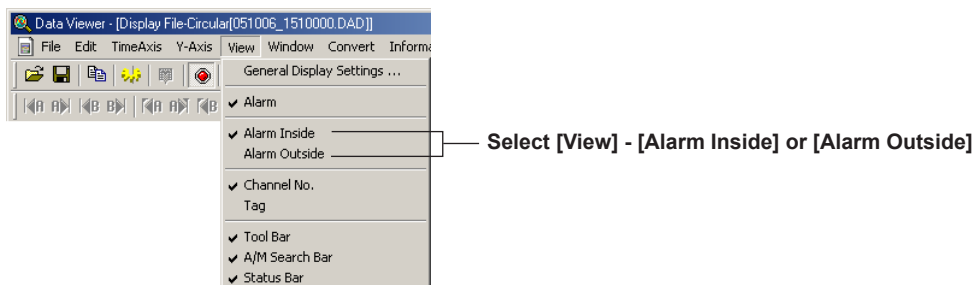 Data Viewer - [Display File-Circular[051006_1510000.DAD]]
File Edit TimeAxis Y-Axis View Window Convert Informa
General Display Settings ...
Alarm
Alarm Inside
Alarm Outside
Select [View] - [Alarm Inside] or [Alarm Outside]
Channel No.
Tag
Tool Bar
A/M Search Bar
Status Bar